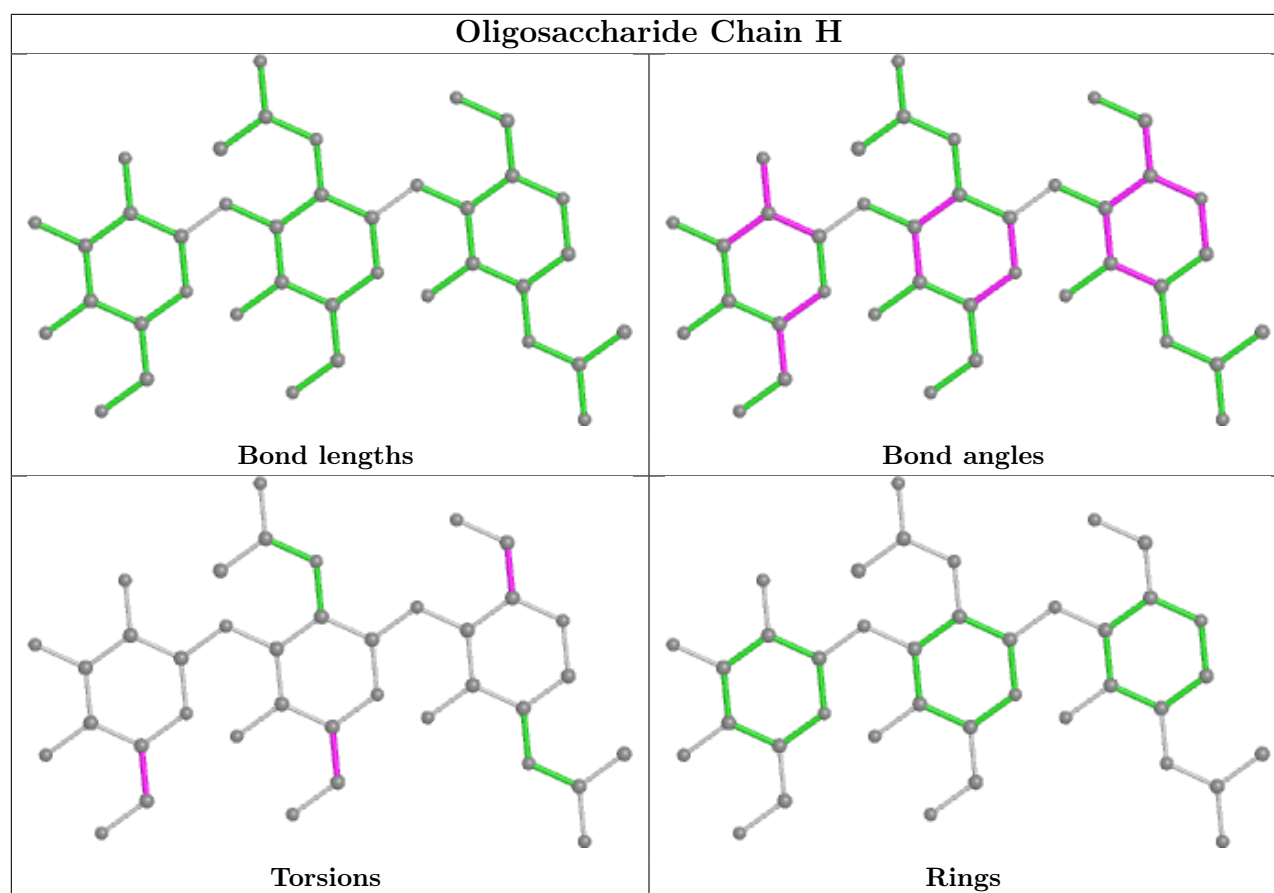 Oligosaccharide Chain H
Bond lengths
Bond angles
Torsions
Rings